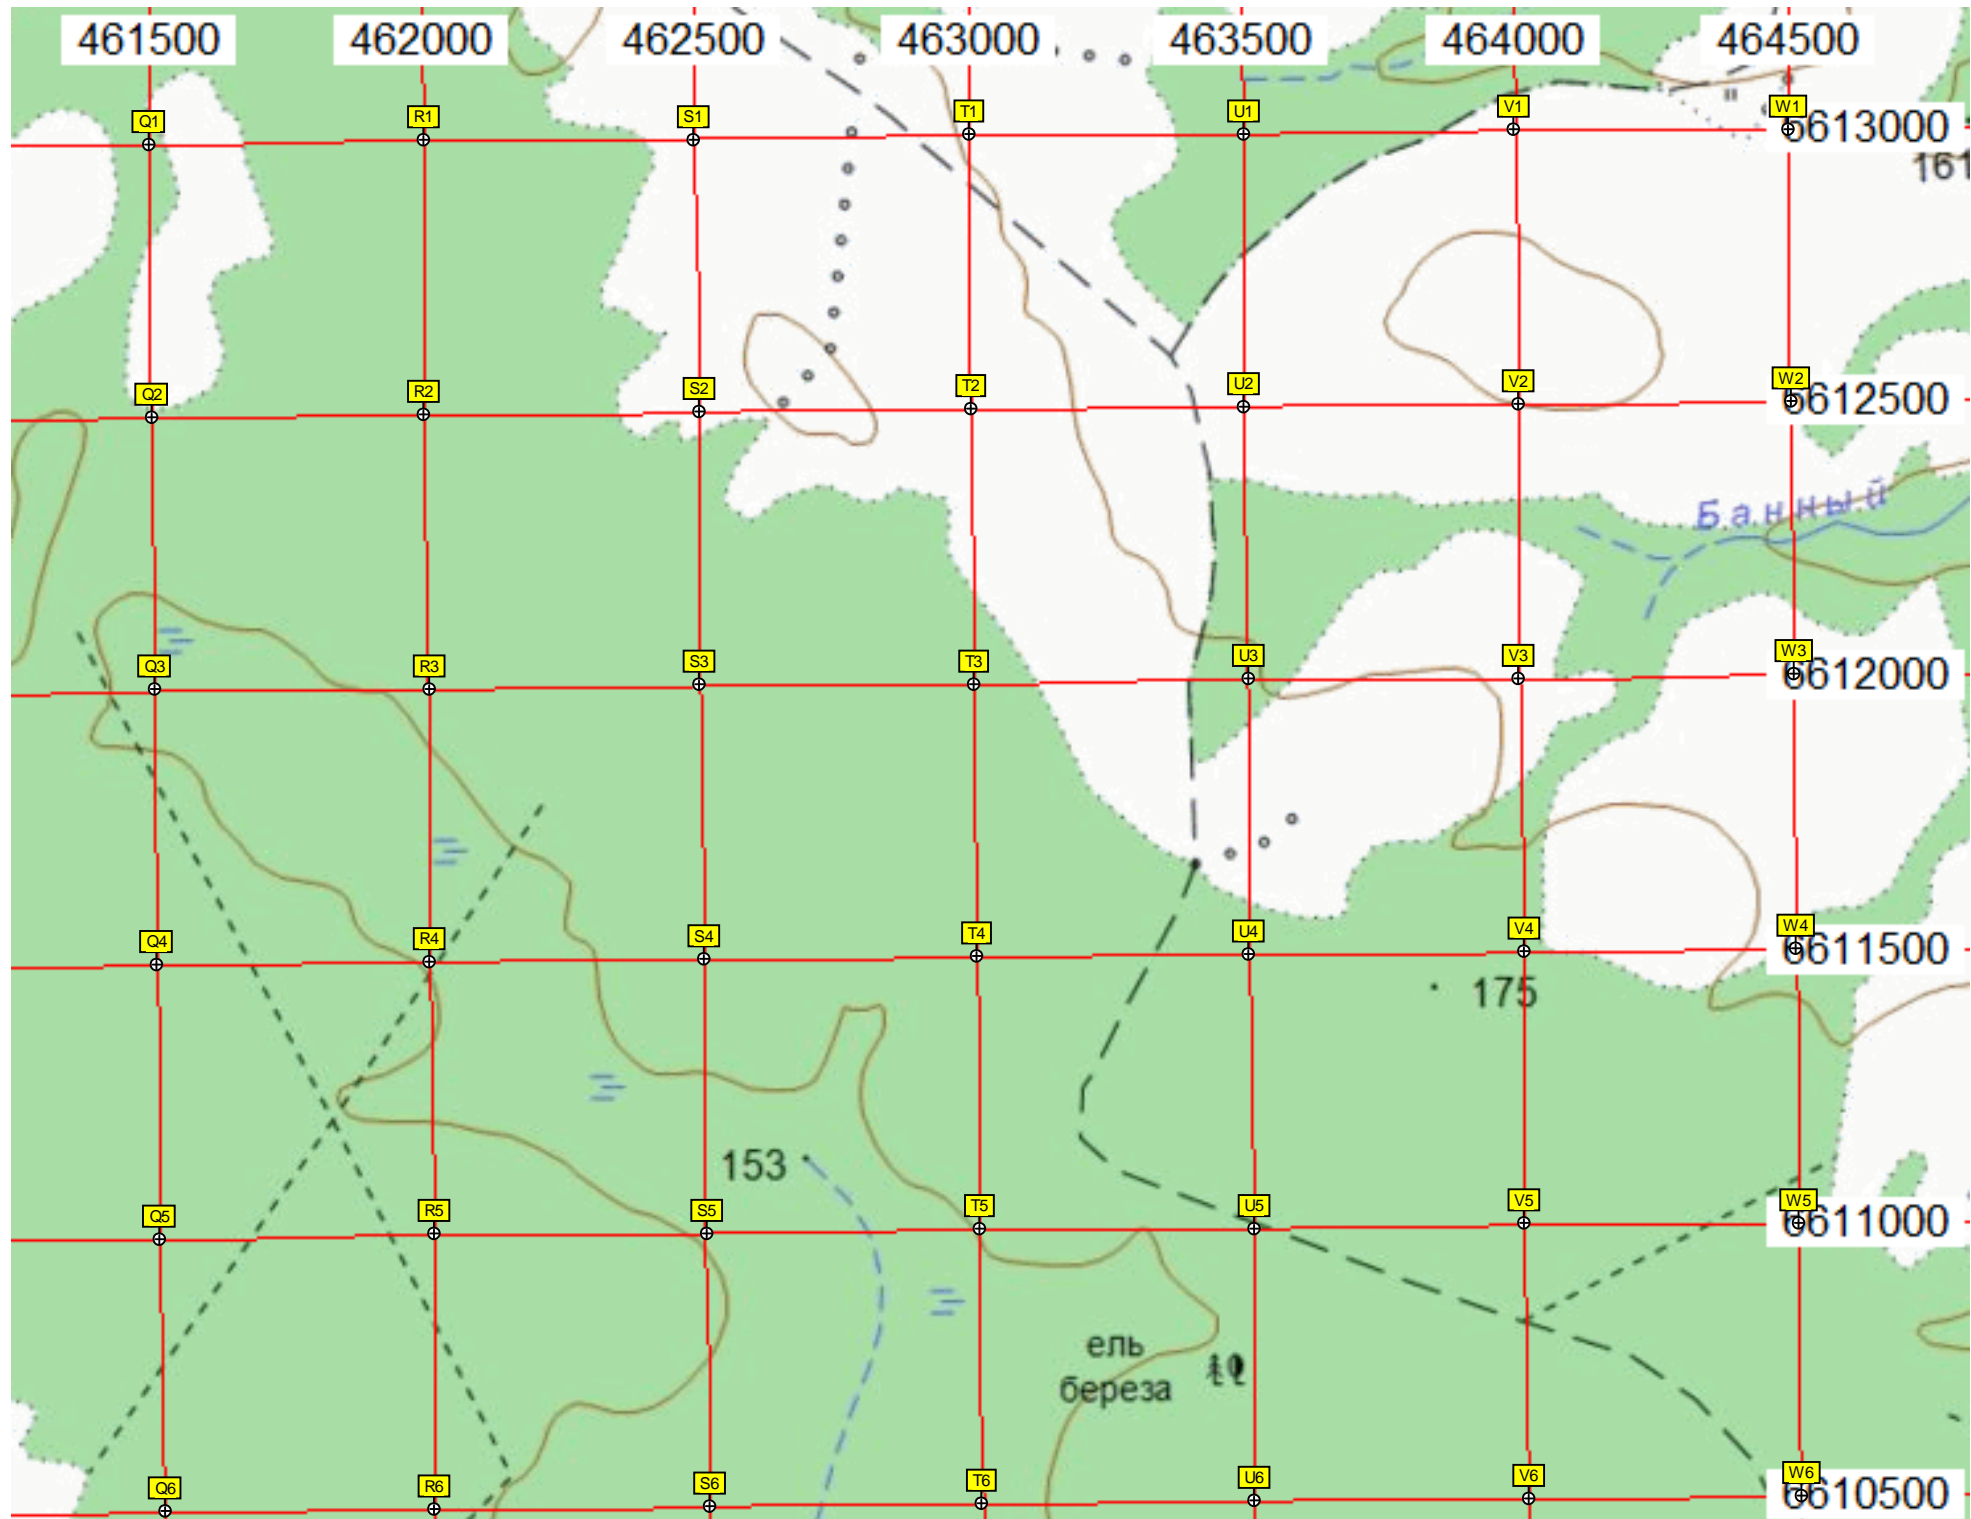 461500 462000 462500 463000 463500 464000 464500
Q1 R1 S1 T1 U1 V1 W1
6613000
161
Q2 R2 S2 T2 U2 V2 W2
6612500
Банный
Q3 R3 S3 T3 U3 V3 W3
6612000
Q4 R4 S4 T4 U4 V4 W4
6611500
175
153
Q5 R5 S5 T5 U5 V5 W5
6611000
ель
береза
Q6 R6 S6 T6 U6 V6 W6
6610500